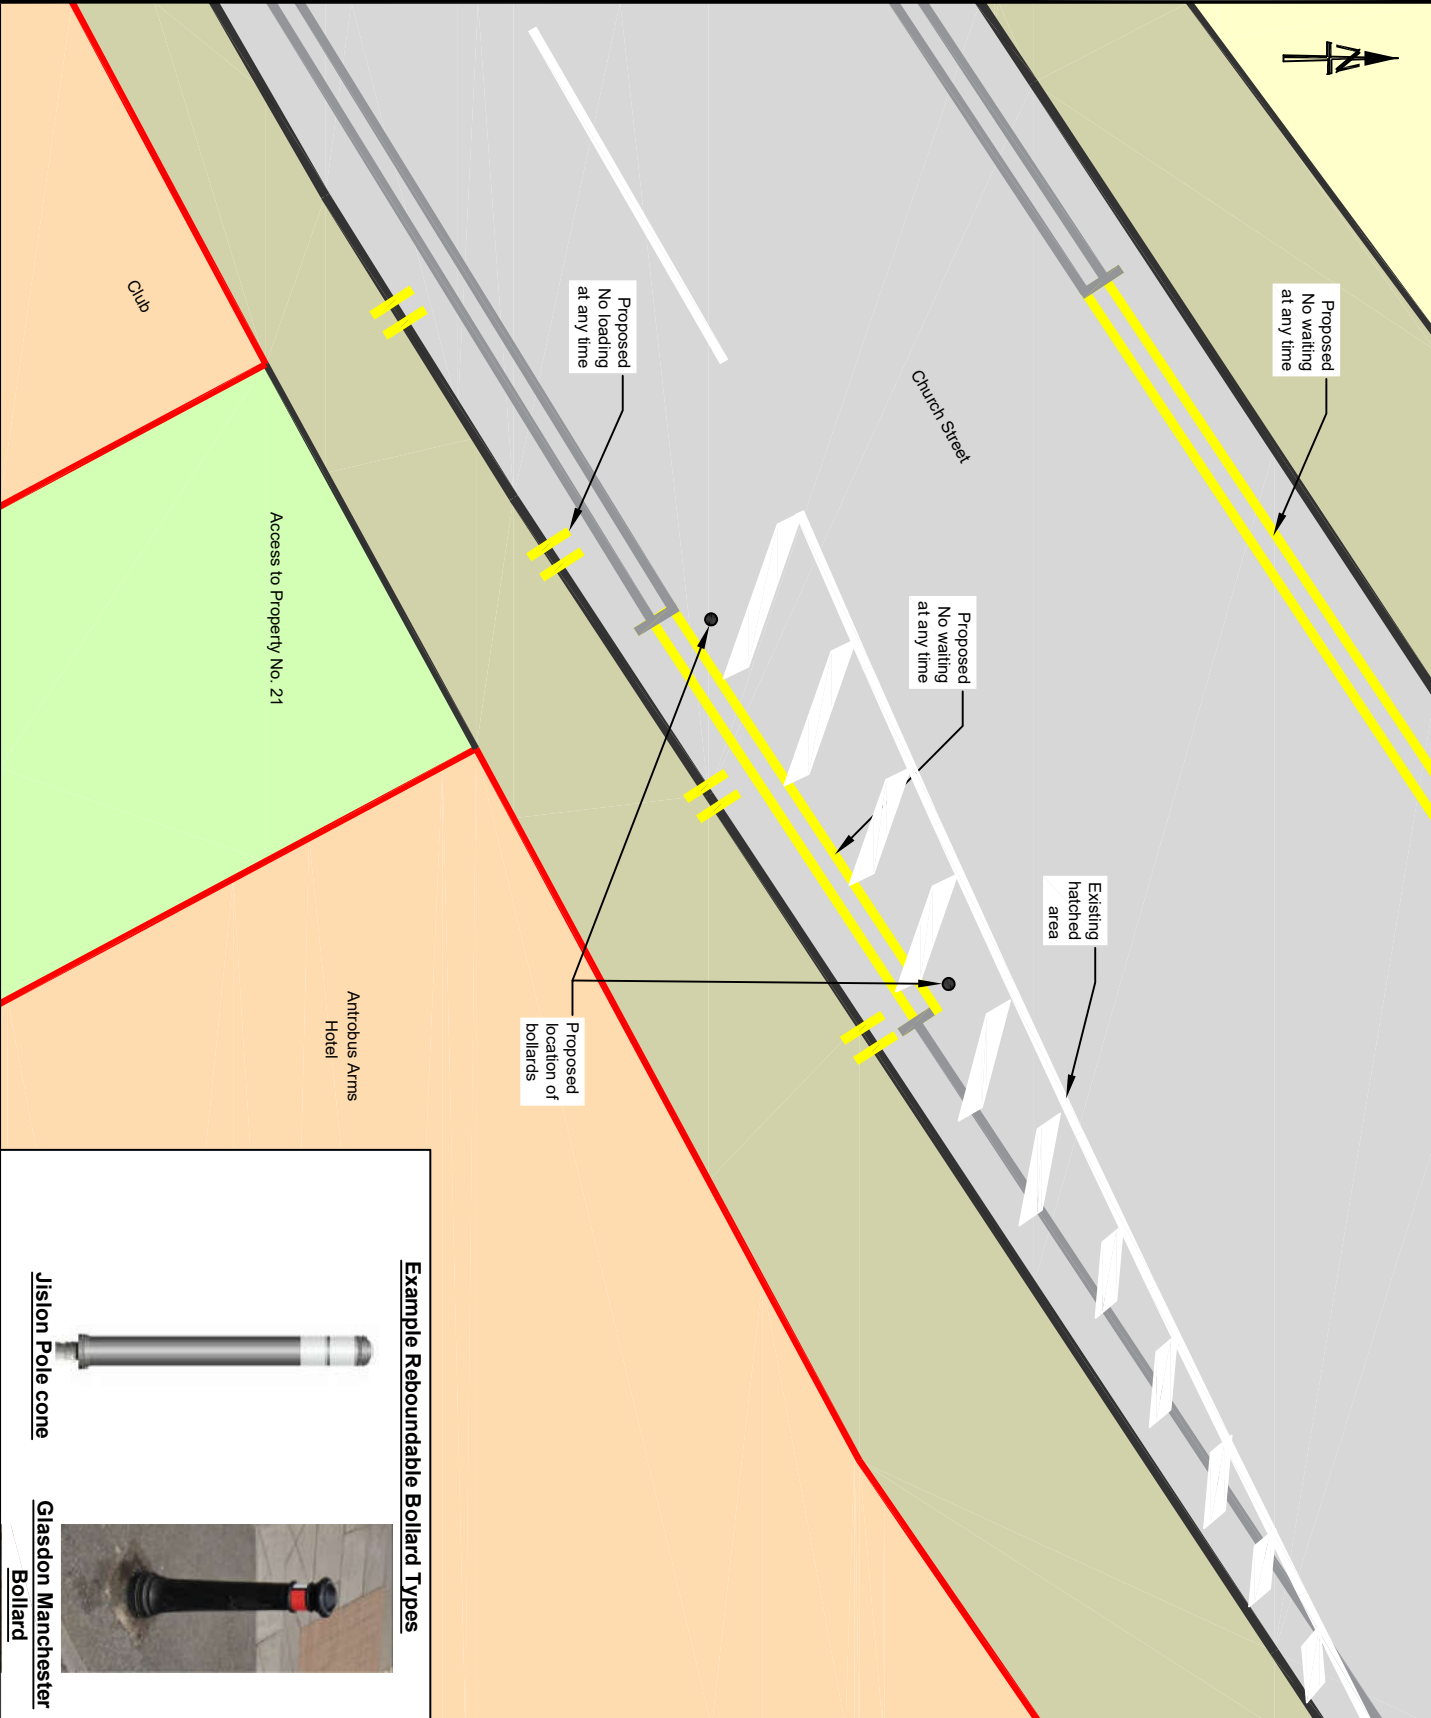 N
Proposed
No waiting
at any time
Church Street
Proposed
No loading
at any time
Club
Proposed
No waiting
at any time
Existing
hatched
area
Access to Property No. 21
Proposed
location of
bollards
Antrobus Arms
Hotel
Example Reboundable Bollard Types
Jislon Pole cone
Glasdon Manchester
Bollard